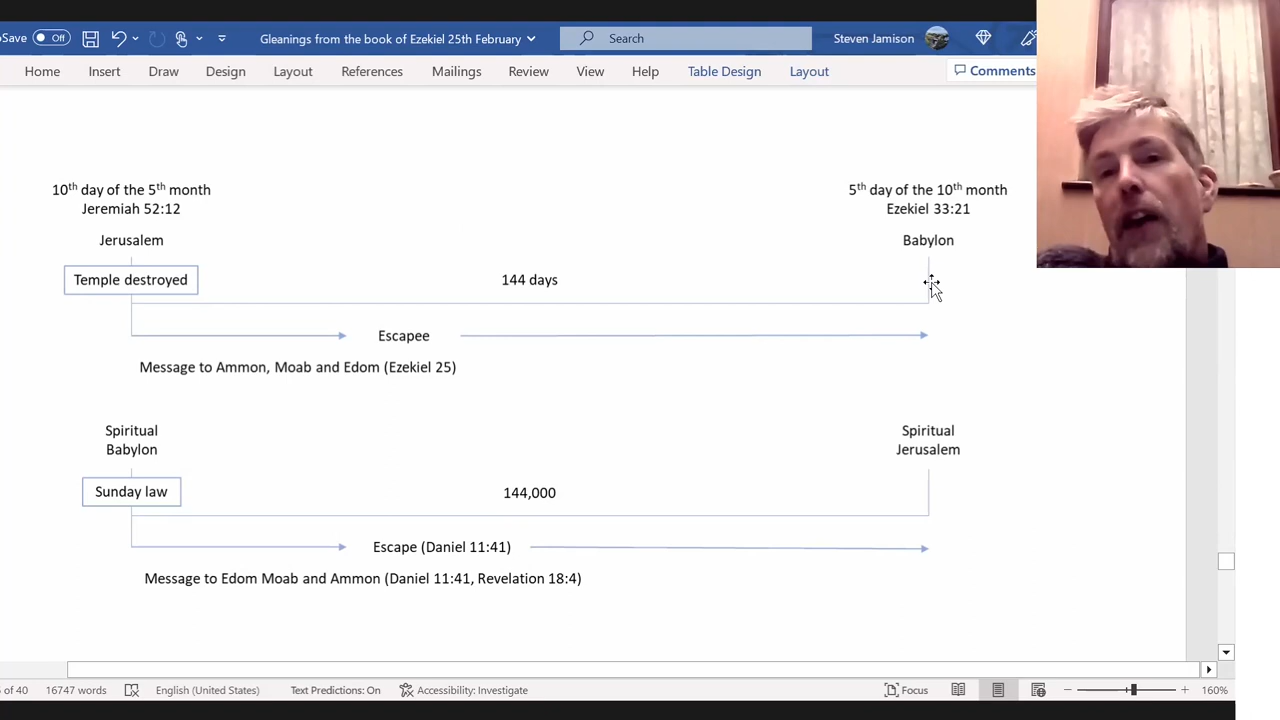 Save Off Gleanings from the book of Ezekiel 25th February Search Steven Jamison
Home Insert Draw Design Layout References Mailings Review View Help Table Design Layout Comments
10th day of the 5th month
Jeremiah 52:12
5th day of the 10th month
Ezekiel 33:21
Jerusalem
Babylon
Temple destroyed
144 days
Escapee
Message to Ammon, Moab and Edom (Ezekiel 25)
Spiritual
Babylon
Spiritual
Jerusalem
Sunday law
144,000
Escape (Daniel 11:41)
Message to Edom Moab and Ammon (Daniel 11:41, Revelation 18:4)
of 40 16747 words English (United States) Text Predictions: On Accessibility: Investigate Focus 160%